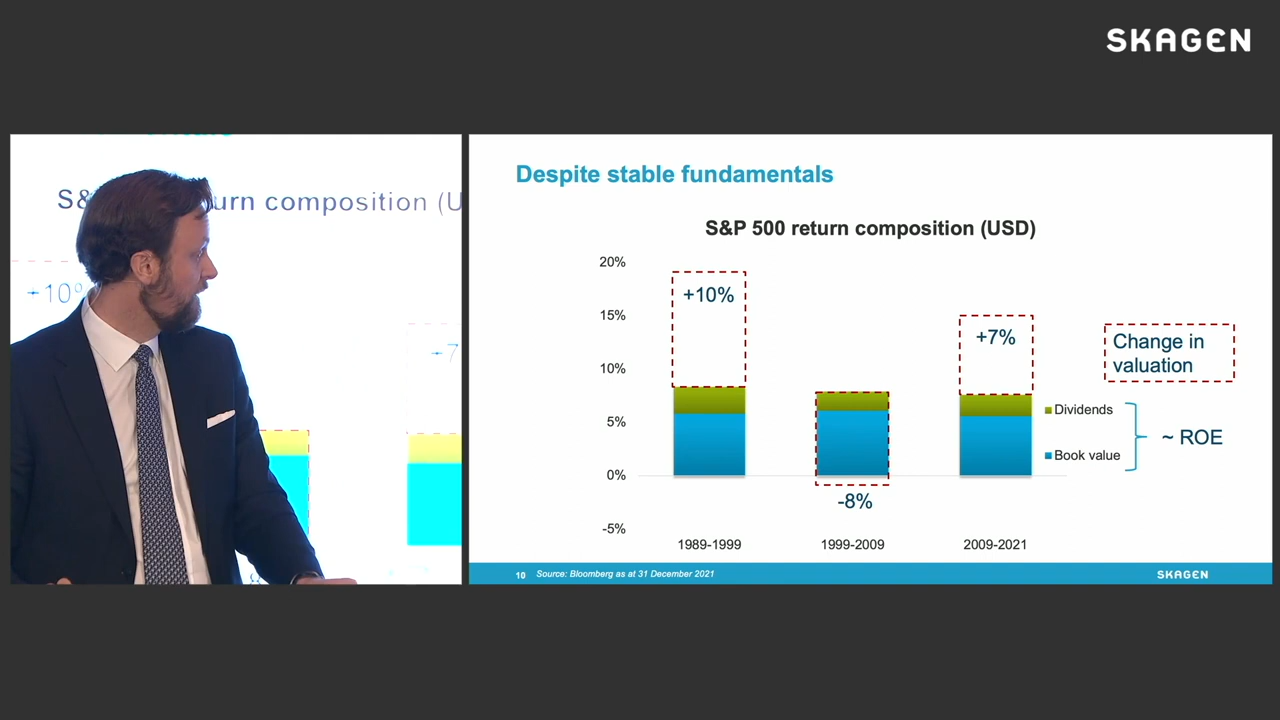 SKAGEN
S& urn composition (U
+10
+7
Despite stable fundamentals
S&P 500 return composition (USD)
20%
15%
10%
5%
0%
-5%
+10%
-8%
+7%
1989-1999
1999-2009
2009-2021
Change in
valuation
Dividends
Book value
~ ROE
10 Source: Bloomberg as at 31 December 2021
SKAGEN